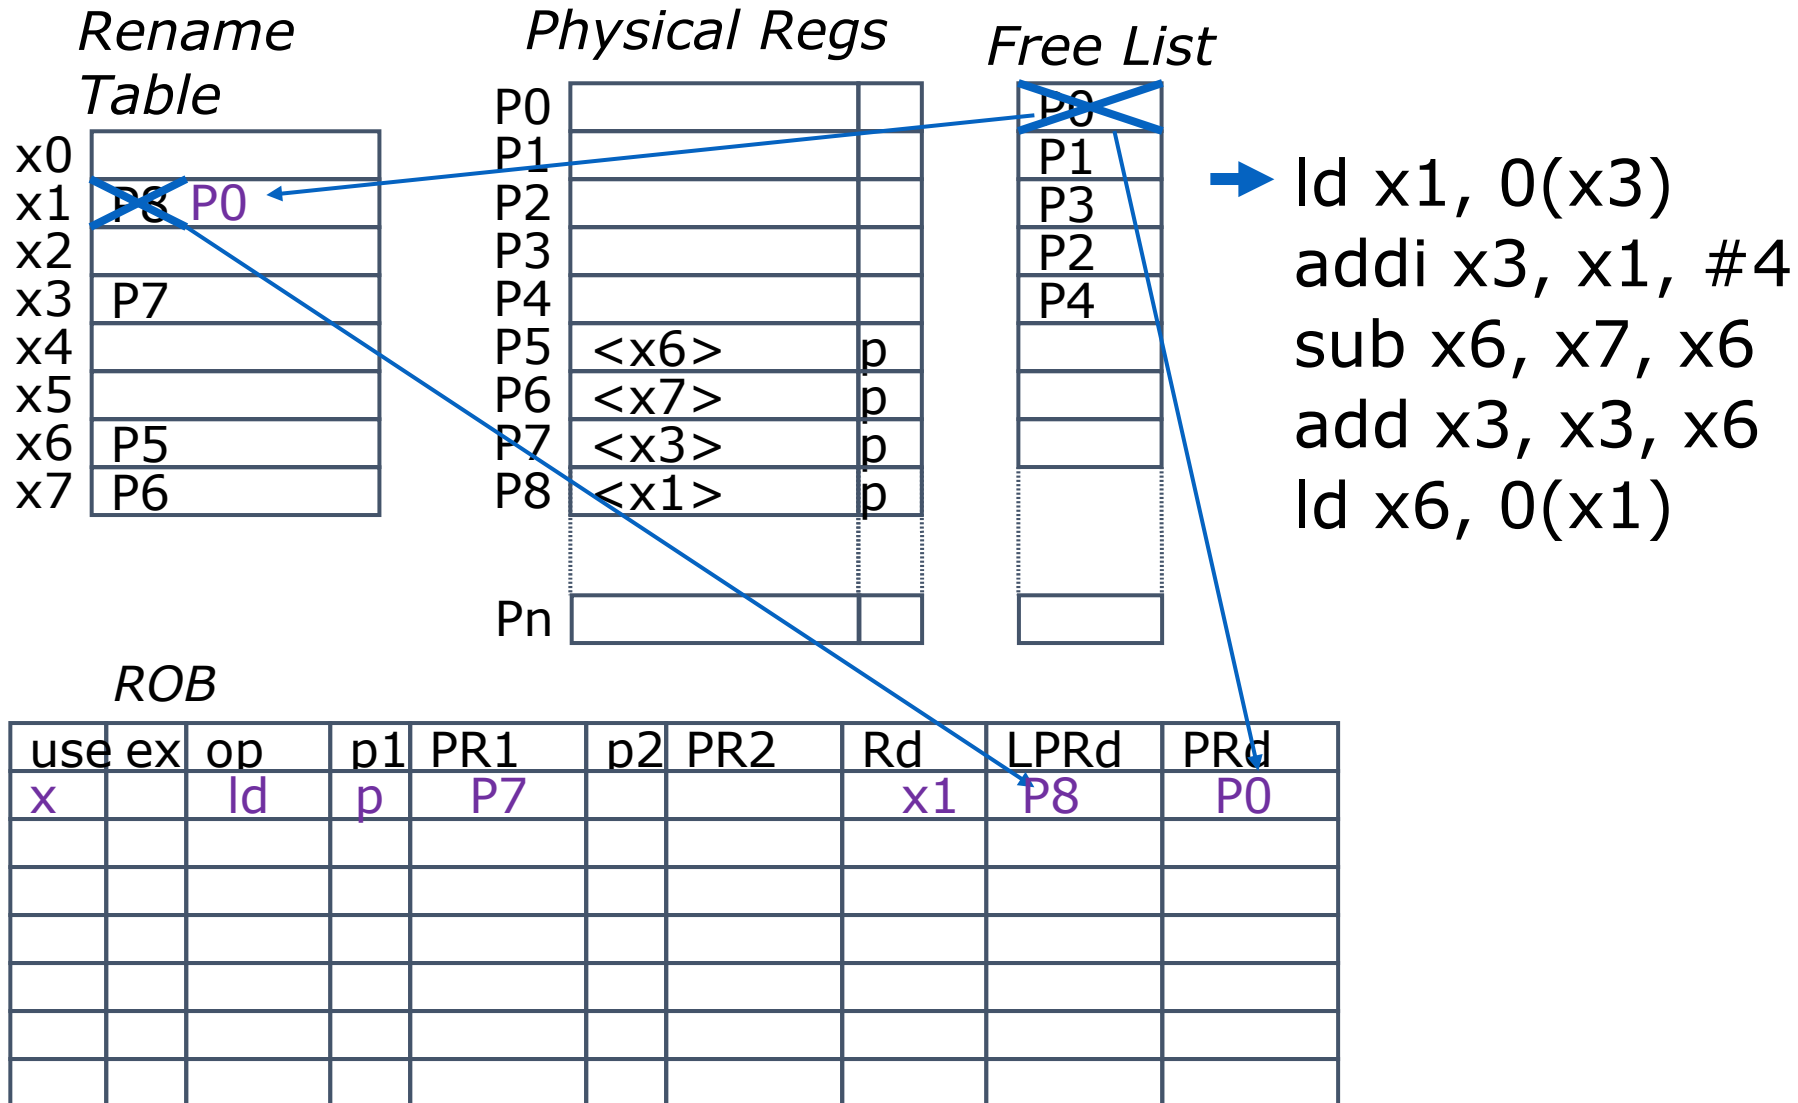 Rename
Table
Physical Regs
Free List
x0
x1 P8 P0
x2
x3 P7
x4
x5
x6 P5
x7 P6
P0
P1
P2
P3
P4
P5 <x6> p
P6 <x7> p
P7 <x3> p
P8 <x1> p
Pn
P0
P1
P3
P2
P4
ld x1, 0(x3)
addi x3, x1, #4
sub x6, x7, x6
add x3, x3, x6
ld x6, 0(x1)
ROB
use ex op p1 PR1 p2 PR2 Rd LPRd PRd
x ld p P7 x1 P8 P0